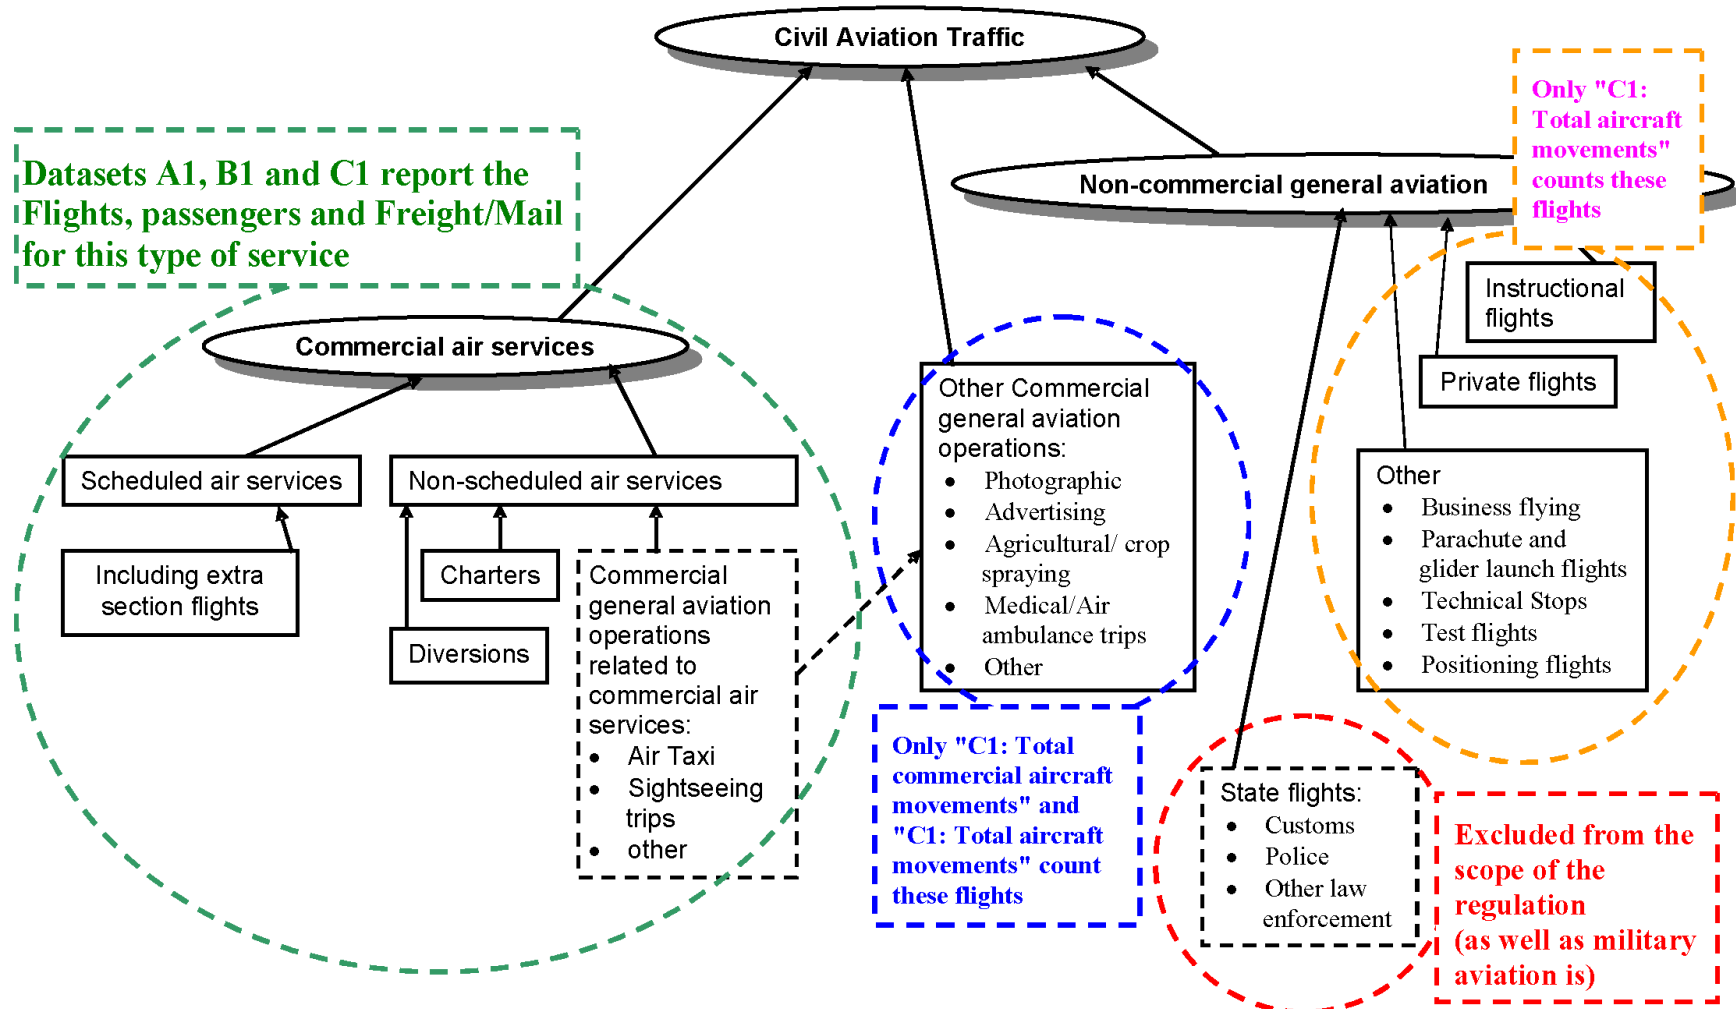 Civil Aviation Traffic
Only "C1:
Total aircraft
movements"
counts these
flights
Datasets A1, B1 and C1 report the
Flights, passengers and Freight/Mail
for this type of service
Non-commercial general aviation
Instructional
flights
Commercial air services
Private flights
Other Commercial
general aviation
operations:
• Photographic
• Advertising
• Agricultural/ crop
spraying
• Medical/Air
ambulance trips
• Other
Scheduled air services
Non-scheduled air services
Other
• Business flying
• Parachute and
glider launch flights
• Technical Stops
• Test flights
• Positioning flights
Including extra
section flights
Charters
Diversions
Commercial
general aviation
operations
related to
commercial air
services:
• Air Taxi
• Sightseeing
trips
• other
Only "C1: Total
commercial aircraft
movements" and
"C1: Total aircraft
movements" count
these flights
State flights:
• Customs
• Police
• Other law
enforcement
Excluded from the
scope of the
regulation
(as well as military
aviation is)